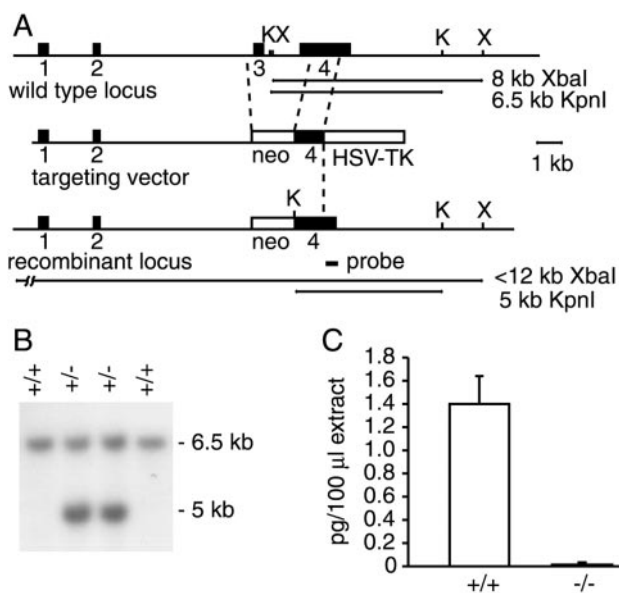 A
KX K X
1 2 3 4
wild type locus
8 kb XbaI
6.5 kb KpnI
1 2 neo 4 HSV-TK
1 kb
targeting vector
K K X
1 2 neo 4
recombinant locus
probe
<12 kb XbaI
5 kb KpnI
B
+/+ +/- +/- +/+
- 6.5 kb
- 5 kb
C
pg/100 µl extract
1.8
1.6
1.4
1.2
1.0
0.8
0.6
0.4
0.2
0
+/+ -/-